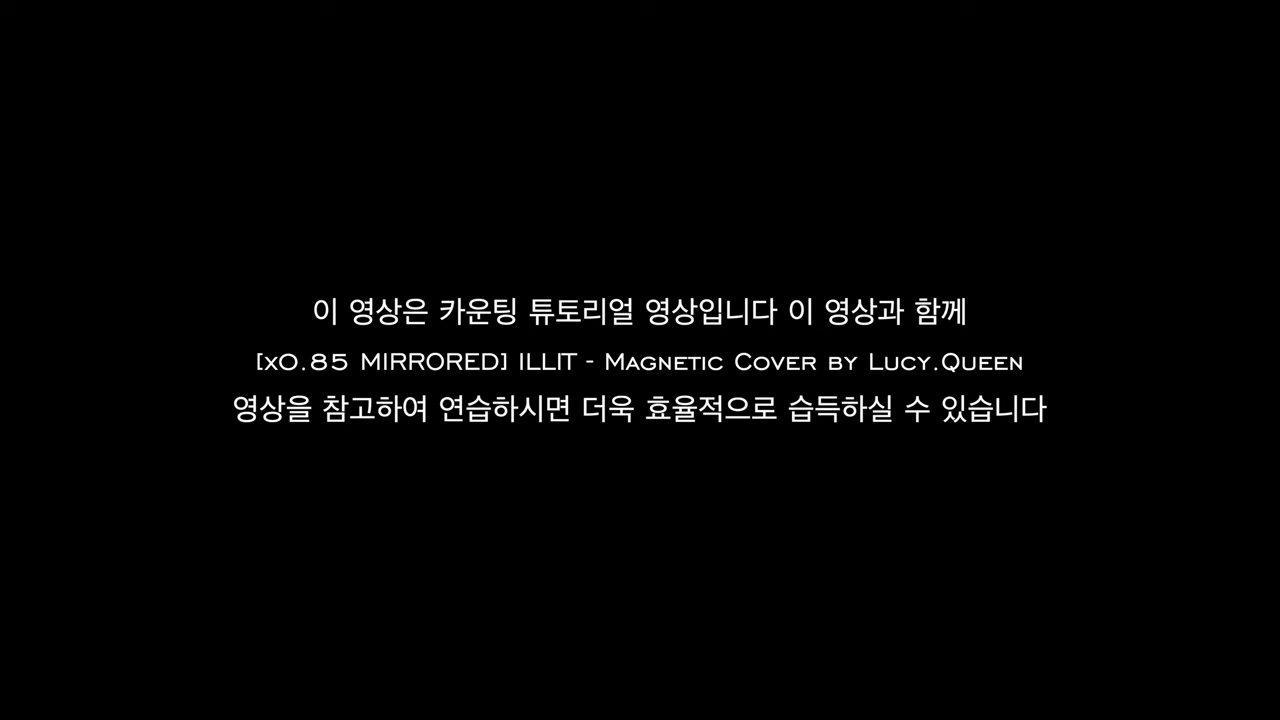 이 영상은 카운팅 튜토리얼 영상입니다 이 영상과 함께
[x0.85 MIRRORED] ILLIT - Magnetic Cover by Lucy.Queen
영상을 참고하여 연습하시면 더욱 효율적으로 습득하실 수 있습니다